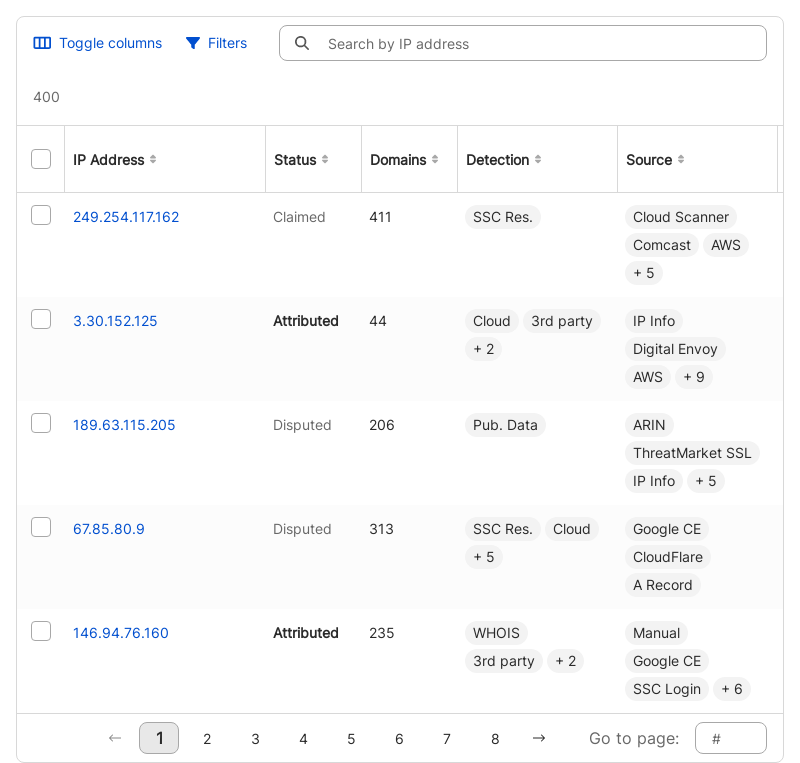 Toggle columns Filters Search by IP address
400
IP Address Status Domains Detection Source
249.254.117.162 Claimed 411 SSC Res. Cloud Scanner
Comcast AWS
+ 5
3.30.152.125 Attributed 44 Cloud 3rd party IP Info
+ 2 Digital Envoy
AWS + 9
189.63.115.205 Disputed 206 Pub. Data ARIN
ThreatMarket SSL
IP Info + 5
67.85.80.9 Disputed 313 SSC Res. Cloud Google CE
+ 5 CloudFlare
A Record
146.94.76.160 Attributed 235 WHOIS Manual
3rd party + 2 Google CE
SSC Login + 6
← 1 2 3 4 5 6 7 8 → Go to page: #